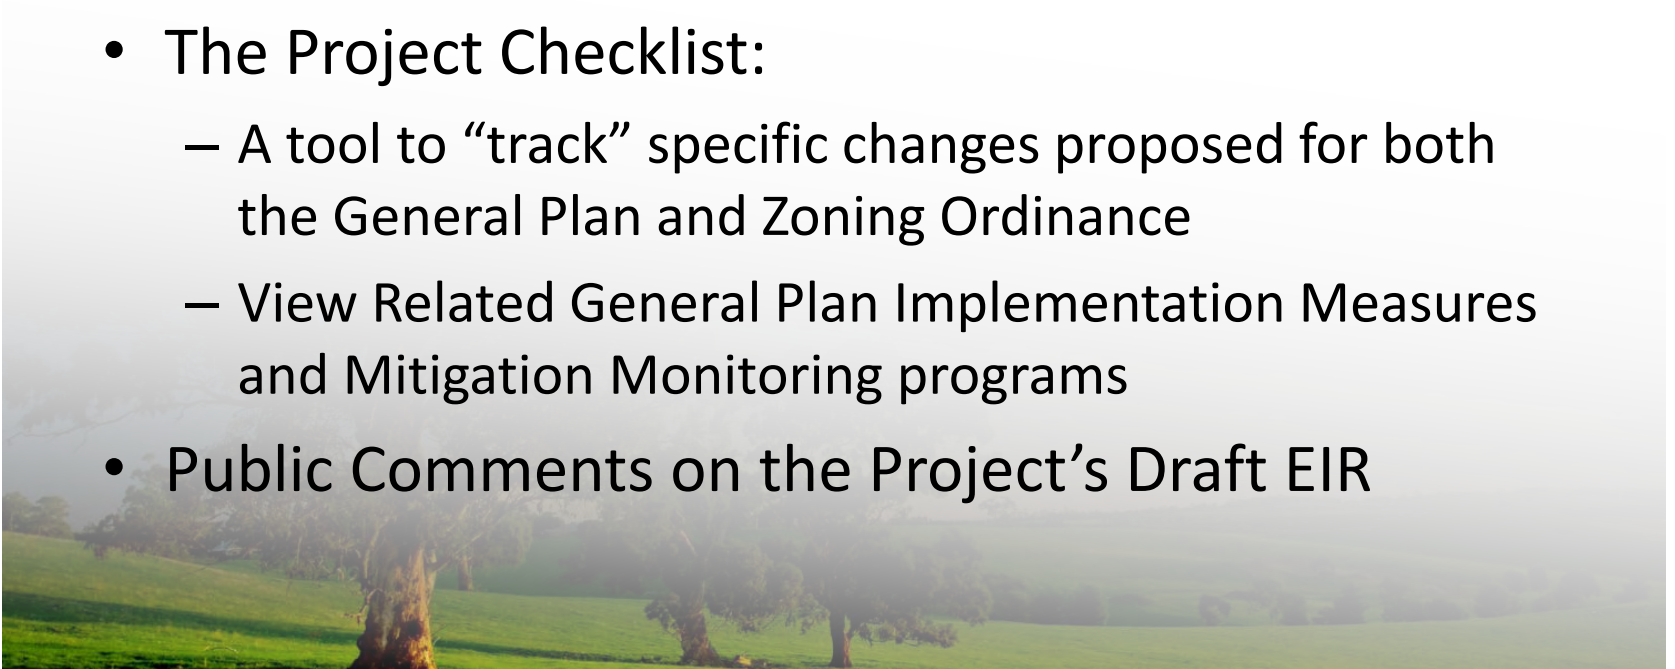 • The Project Checklist:
– A tool to “track” specific changes proposed for both
the General Plan and Zoning Ordinance
– View Related General Plan Implementation Measures
and Mitigation Monitoring programs
• Public Comments on the Project’s Draft EIR